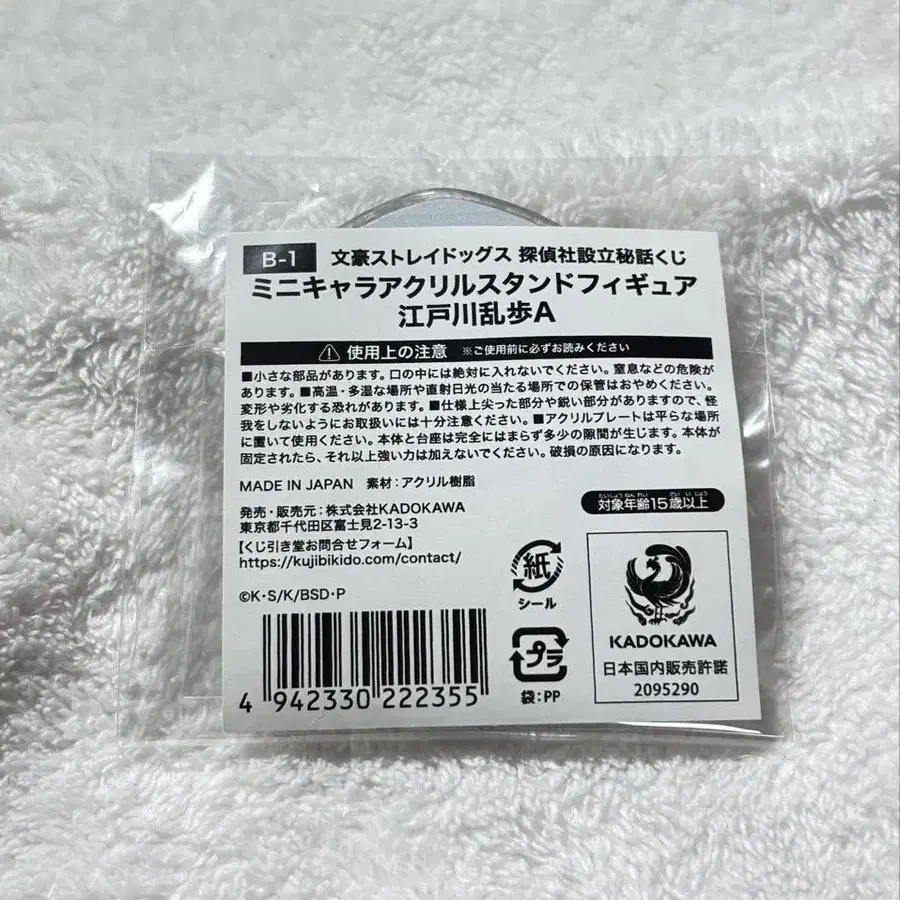 B-1 文豪ストレイドッグス 探偵社設立秘話くじ
ミニキャラアクリルスタンドフィギュア
江戸川乱歩A
使用上の注意 ※ご使用前に必ずお読みください
■小さな部品があります。口の中には絶対に入れないでください。窒息などの危険が
あります。■高温・多湿な場所や直射日光の当たる場所での保管はおやめください。
変形や劣化する恐れがあります。■仕様上尖った部分や鋭い部分がありますので、怪
我をしないようにお取扱いには十分注意ください。■アクリルプレートは平らな場所
に置いて使用ください。本体と台座は完全にはまらず多少の隙間が生じます。本体が
固定されたら、それ以上強い力は加えないでください。破損の原因になります。
MADE IN JAPAN 素材:アクリル樹脂
発売・販売元:株式会社KADOKAWA
東京都千代田区富士見2-13-3
【くじ引き堂お問合せフォーム】
https://kujibikido.com/contact/
©K・S/K/BSD・P
4 942330 222355
たいしょうねんれい さいいじょう
対象年齢15歳以上
紙
シール
プラ
袋:PP
KADOKAWA
日本国内販売許諾
2095290